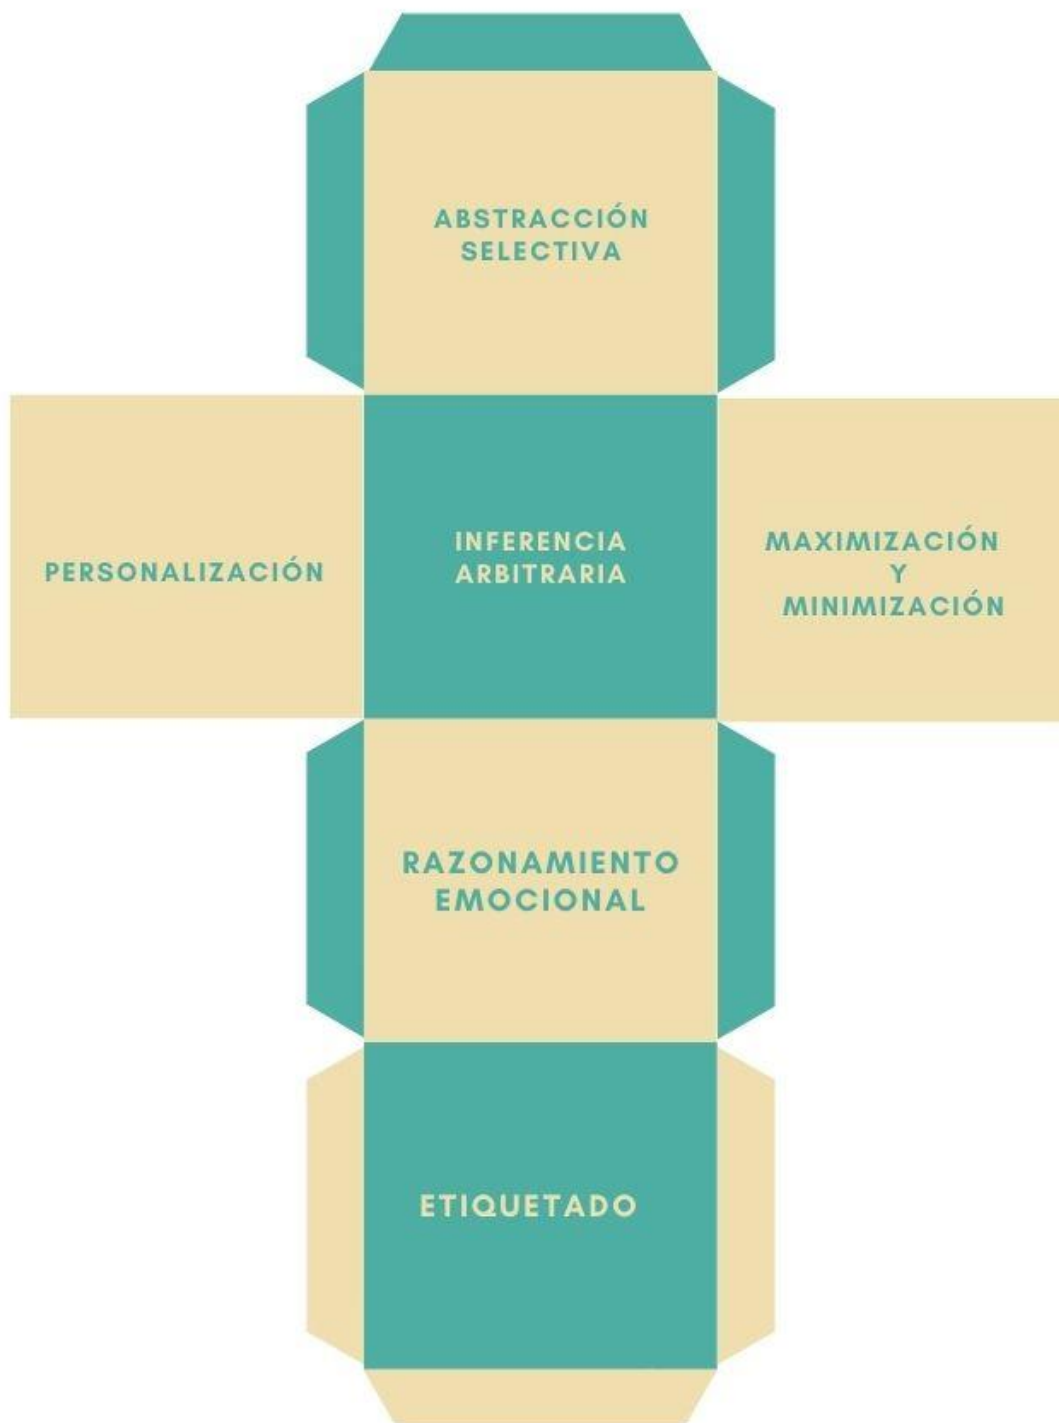 ABSTRACCIÓN
SELECTIVA
PERSONALIZACIÓN
INFERENCIA
ARBITRARIA
MAXIMIZACIÓN
Y
MINIMIZACIÓN
RAZONAMIENTO
EMOCIONAL
ETIQUETADO